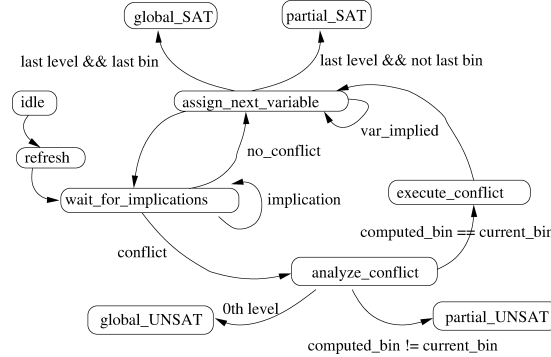 global_SAT
partial_SAT
last level && last bin
last level && not last bin
idle
assign_next_variable
var_implied
refresh
no_conflict
wait_for_implications
implication
execute_conflict
conflict
computed_bin == current_bin
analyze_conflict
0th level
global_UNSAT
partial_UNSAT
computed_bin != current_bin